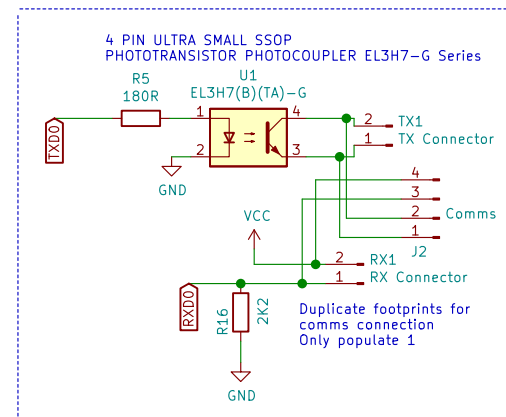 4 PIN ULTRA SMALL SSOP
PHOTOTRANSISTOR PHOTOCOUPLER EL3H7-G Series
U1
EL3H7(B)(TA)-G
R5
180R
1
4
2
3
TXD0
GND
2
TX1
1
TX Connector
4
3
2
Comms
1
J2
VCC
2
RX1
1
RX Connector
RXD0
R16
2K2
GND
Duplicate footprints for
comms connection
Only populate 1